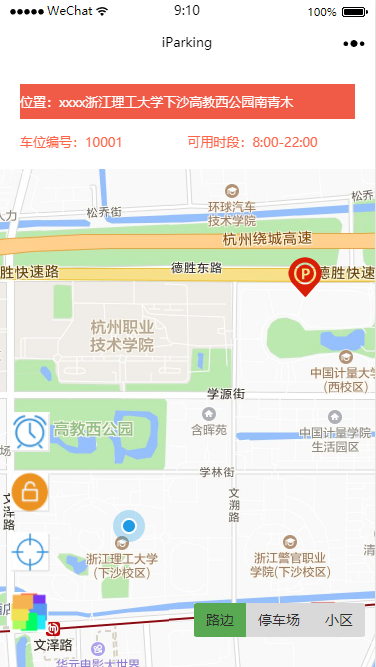 WeChat 9:10 100%
iParking
位置：xxxx浙江理工大学下沙高教西公园南青木
车位编号：10001 可用时段：8:00-22:00
环球汽车
技术学院
人力 松乔街 松乔街 区
杭州绕城高速
德胜东路
胜快速路 P 德胜快速
杭州职业
技术学院
中国计量大学
(西校区)
学源街
含晖苑
高教西公园
中国计量学院
生活园区
场
学林街
文泽路
文溯路
浙江理工大学
(下沙校区)
浙江警官职业
学院(下沙校区)
清
酒店
路边 停车场 小区
文泽路
华元电影大世界